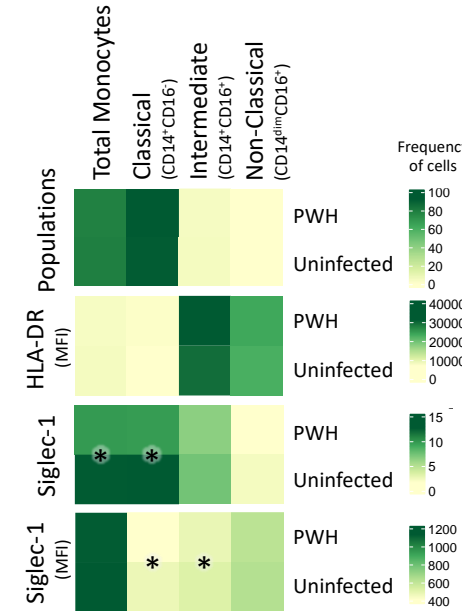 Total Monocytes
Classical
(CD14+CD16-)
Intermediate
(CD14+CD16+)
Non-Classical
(CD14dimCD16+)
Frequency
of cells
Populations
PWH
Uninfected
100
80
60
40
20
0
HLA-DR
(MFI)
PWH
Uninfected
40000
30000
20000
10000
0
Siglec-1
PWH
Uninfected
* *
15
10
5
0
Siglec-1
(MFI)
PWH
Uninfected
* *
1200
1000
800
600
400